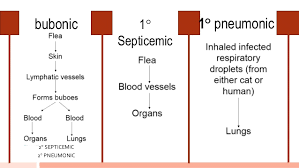 bubonic
Flea
Skin
Lymphatic vessels
Forms buboes
Blood Blood
Organs Lungs
2° SEPTICEMIC
2° PNEUMONIC
1°
Septicemic
Flea
Blood vessels
Organs
1° pneumonic
Inhaled infected
respiratory
droplets (from
either cat or
human)
Lungs